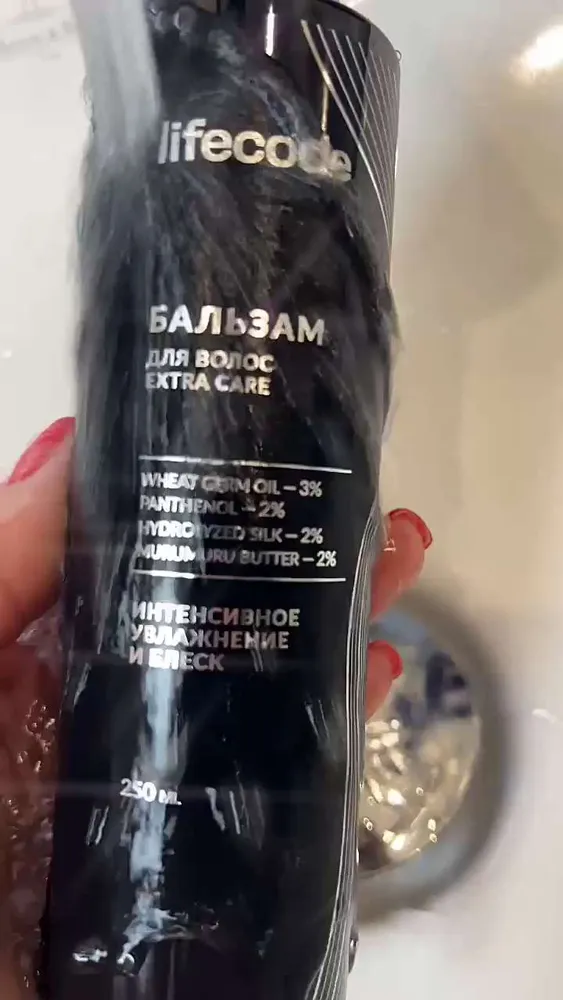 lifecode
БАЛЬЗАМ
ДЛЯ ВОЛОС
EXTRA CARE
WHEAT GERM OIL – 3%
PANTHENOL – 2%
HYDROLYZED SILK – 2%
MURUMURU BUTTER – 2%
ИНТЕНСИВНОЕ
УВЛАЖНЕНИЕ
И БЛЕСК
250 ML